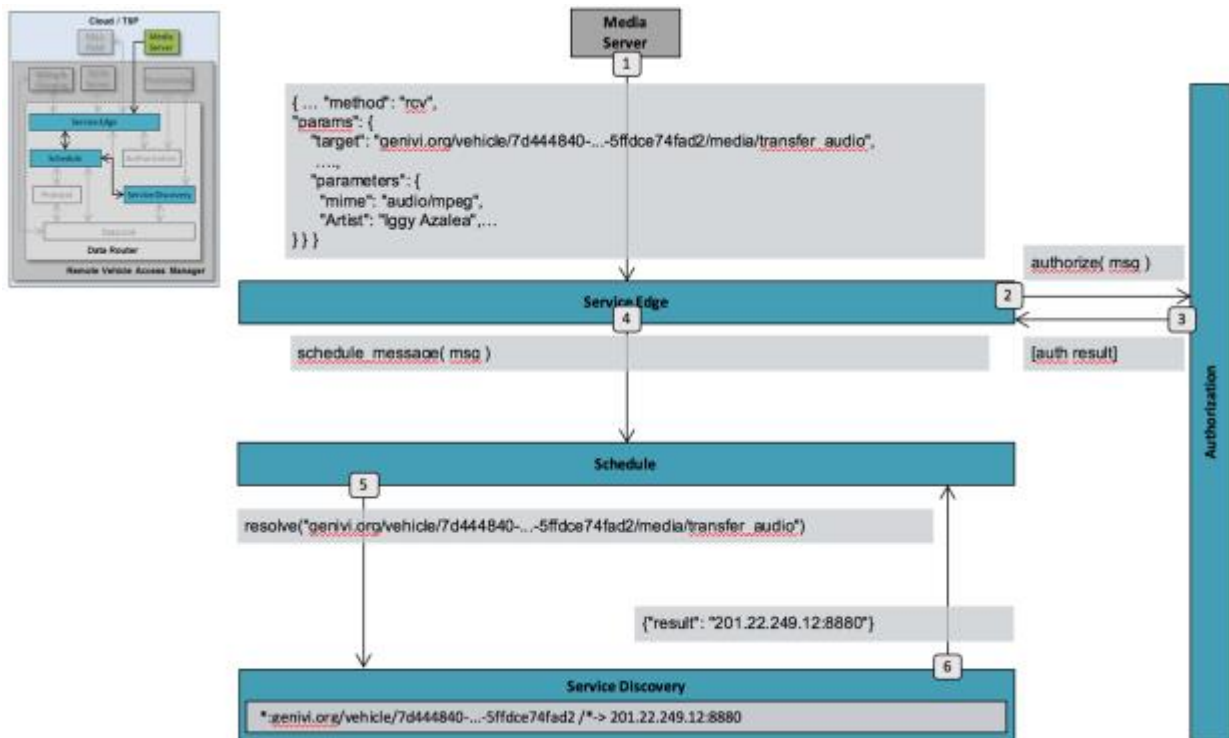 Cloud / TSP
Media
Server
Service Edge
Schedule
Authorization
Service Discovery
Protocol
Data Link
Data Router
Remote Vehicle Access Manager
Media
Server
1
{ ... "method": "rcv",
"params": {
"target": "genivi.org/vehicle/7d444840-...-5ffdce74fad2/media/transfer_audio",
....,
"parameters": {
"mime": "audio/mpeg",
"Artist": "Iggy Azalea",...
} } }
authorize( msg )
Service Edge
2
3
4
schedule_message( msg )
[auth result]
Authorization
Schedule
5
resolve("genivi.org/vehicle/7d444840-...-5ffdce74fad2/media/transfer_audio")
{"result": "201.22.249.12:8880"}
6
Service Discovery
*:genivi.org/vehicle/7d444840-...-5ffdce74fad2 /*-> 201.22.249.12:8880